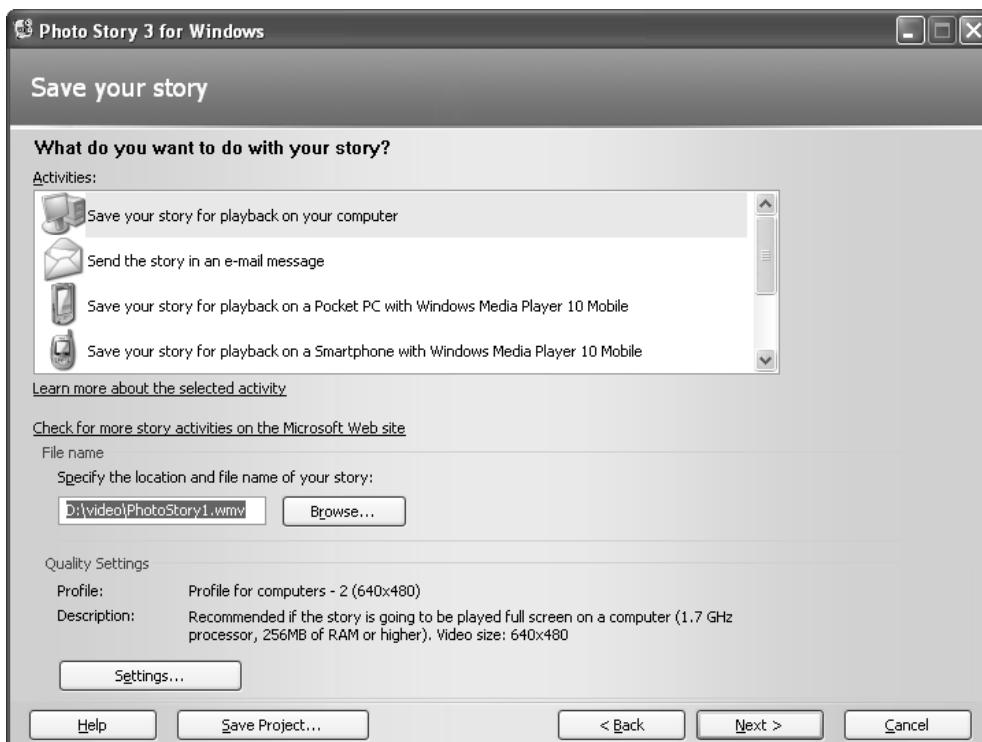 Photo Story 3 for Windows
Save your story
What do you want to do with your story?
Activities:
Save your story for playback on your computer
Send the story in an e-mail message
Save your story for playback on a Pocket PC with Windows Media Player 10 Mobile
Save your story for playback on a Smartphone with Windows Media Player 10 Mobile
Learn more about the selected activity
Check for more story activities on the Microsoft Web site
File name
Specify the location and file name of your story:
D:\video\PhotoStory1.wmv Browse...
Quality Settings
Profile: Profile for computers - 2 (640x480)
Description: Recommended if the story is going to be played full screen on a computer (1.7 GHz
processor, 256MB of RAM or higher). Video size: 640x480
Settings...
Help Save Project... < Back Next > Cancel